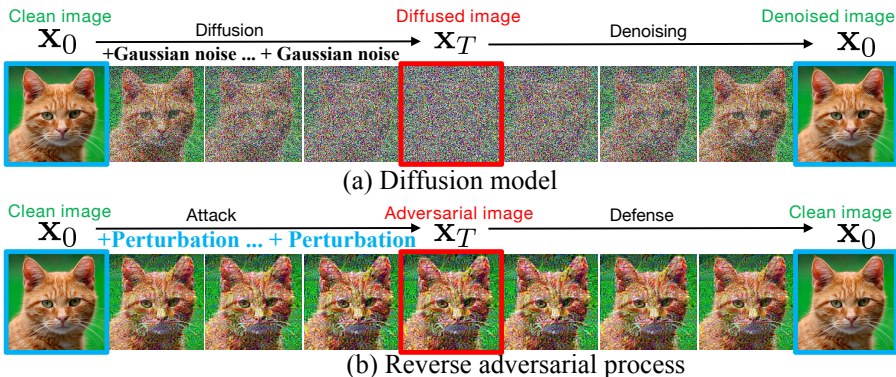 Clean image Diffused image Denoised image
x0 Diffusion xT Denoising x0
+Gaussian noise ... + Gaussian noise
(a) Diffusion model
Clean image Attack Adversarial image Defense Clean image
x0 +Perturbation ... + Perturbation xT x0
(b) Reverse adversarial process